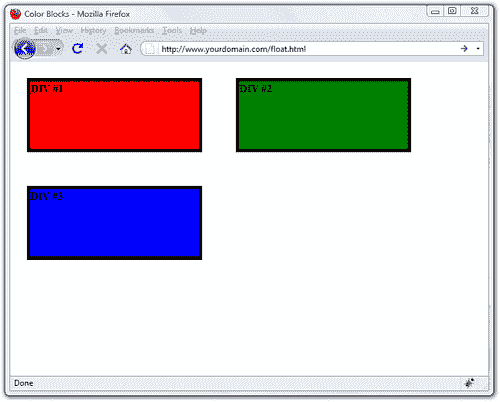 Color Blocks - Mozilla Firefox
File Edit View History Bookmarks Tools Help
http://www.yourdomain.com/float.html
DIV #1 DIV #2
DIV #3
Done